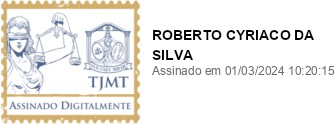 TJMT
ASSINADO DIGITALMENTE
ROBERTO CYRIACO DA
SILVA
Assinado em 01/03/2024 10:20:15